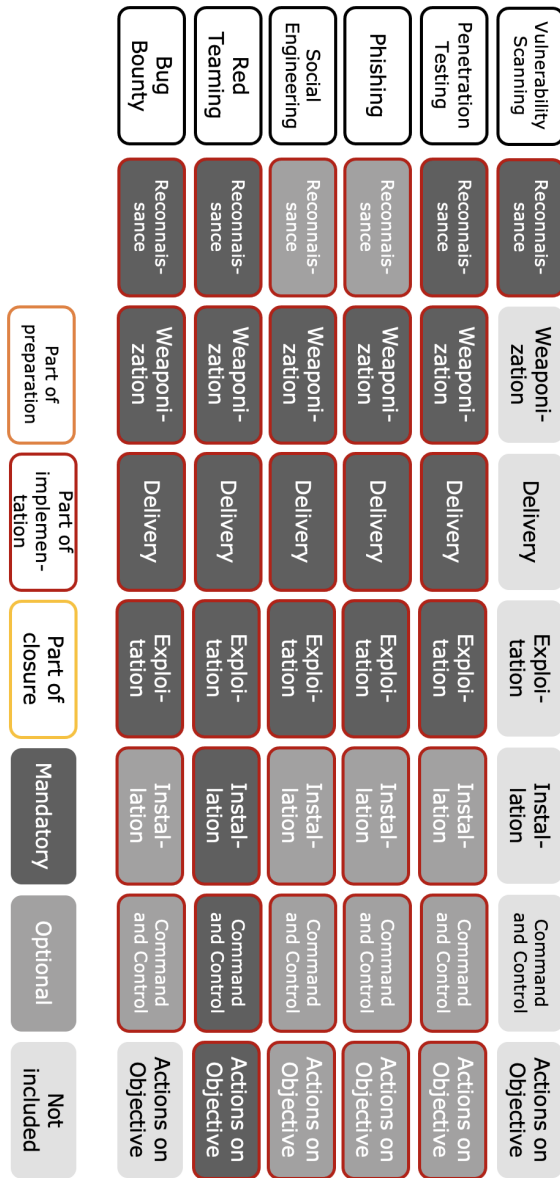 Vulnerability
Scanning
Reconnais-
sance
Weaponi-
zation
Delivery
Exploi-
tation
Instal-
lation
Command
and Control
Actions on
Objective
Penetration
Testing
Reconnais-
sance
Weaponi-
zation
Delivery
Exploi-
tation
Instal-
lation
Command
and Control
Actions on
Objective
Phishing
Reconnais-
sance
Weaponi-
zation
Delivery
Exploi-
tation
Instal-
lation
Command
and Control
Actions on
Objective
Social
Engineering
Reconnais-
sance
Weaponi-
zation
Delivery
Exploi-
tation
Instal-
lation
Command
and Control
Actions on
Objective
Red
Teaming
Reconnais-
sance
Weaponi-
zation
Delivery
Exploi-
tation
Instal-
lation
Command
and Control
Actions on
Objective
Bug
Bounty
Reconnais-
sance
Weaponi-
zation
Delivery
Exploi-
tation
Instal-
lation
Command
and Control
Actions on
Objective
Part of
preparation
Part of
implemen-
tation
Part of
closure
Mandatory
Optional
Not
included